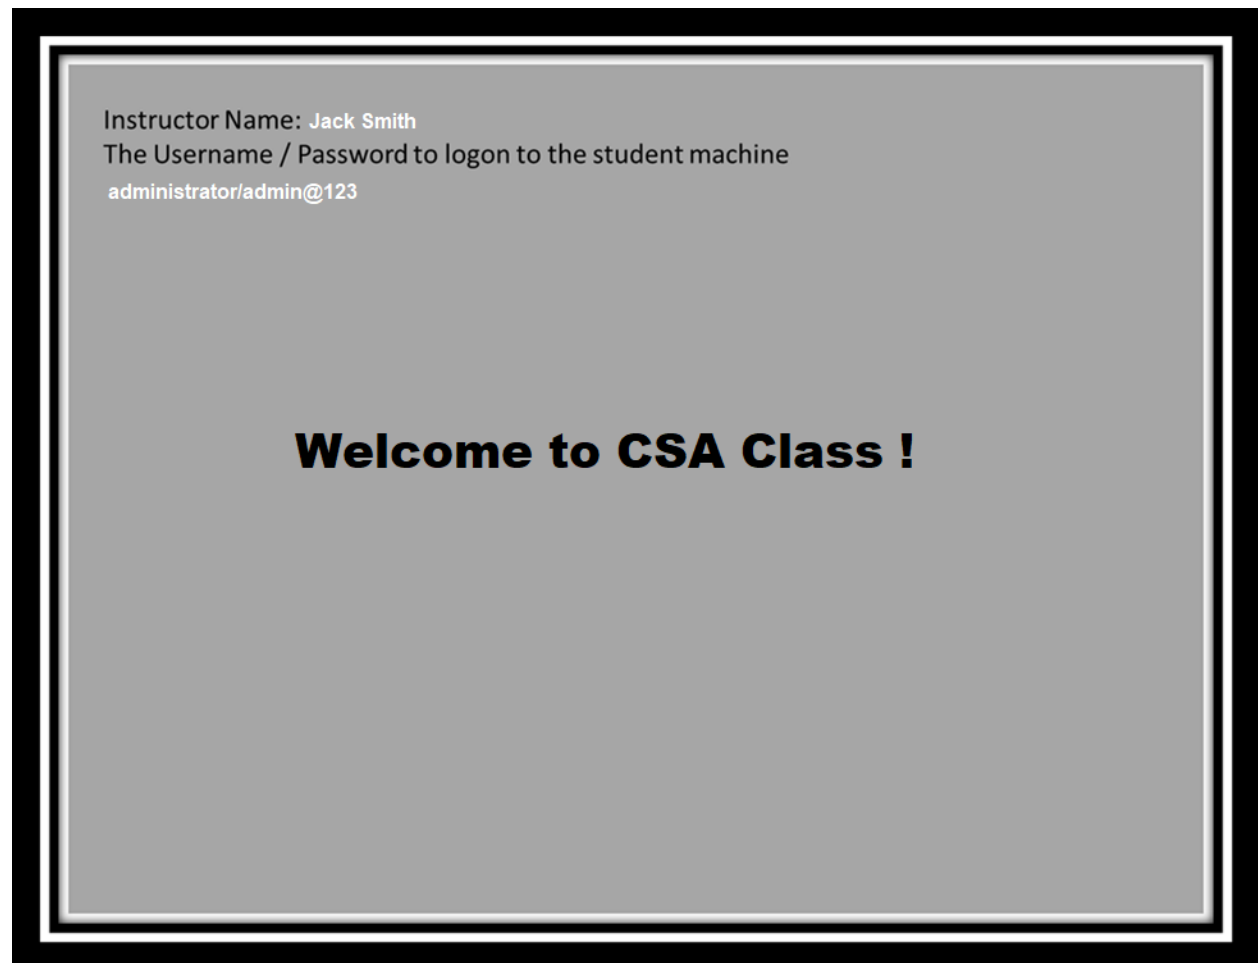 Instructor Name: Jack Smith
The Username / Password to logon to the student machine
administrator/admin@123
Welcome to CSA Class !